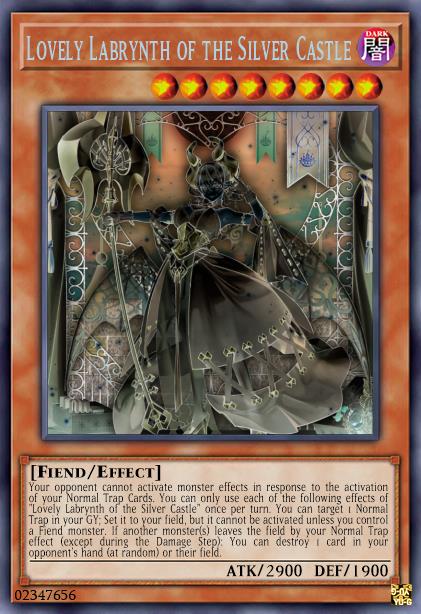 LOVELY LABRYNTH OF THE SILVER CASTLE
DARK
闇
[FIEND/EFFECT]
Your opponent cannot activate monster effects in response to the activation
of your Normal Trap Cards. You can only use each of the following effects of
"Lovely Labrynth of the Silver Castle" once per turn. You can target 1 Normal
Trap in your GY; Set it to your field, but it cannot be activated unless you control
a Fiend monster. If another monster(s) leaves the field by your Normal Trap
effect (except during the Damage Step): You can destroy 1 card in your
opponent's hand (at random) or their field.
ATK/2900 DEF/1900
02347656